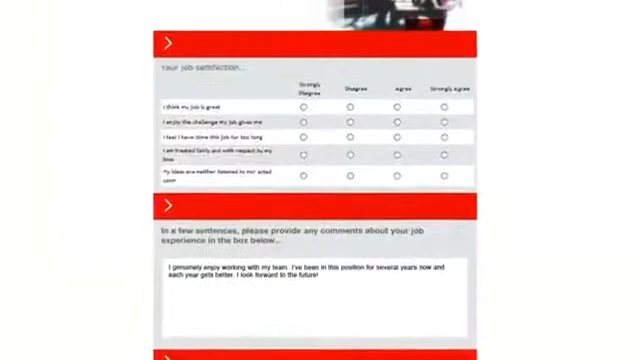 Your job satisfaction...
Strongly
Disagree
Disagree
Agree
Strongly Agree
I think my job is great
I enjoy the challenge my job gives me
I feel I have done this job for too long
I am treated fairly and with respect by my
boss
My ideas are neither listened to nor acted
upon
In a few sentences, please provide any comments about your job
experience in the box below...
I genuinely enjoy working with my team. I've been in this position for several years now and
each year gets better. I look forward to the future!